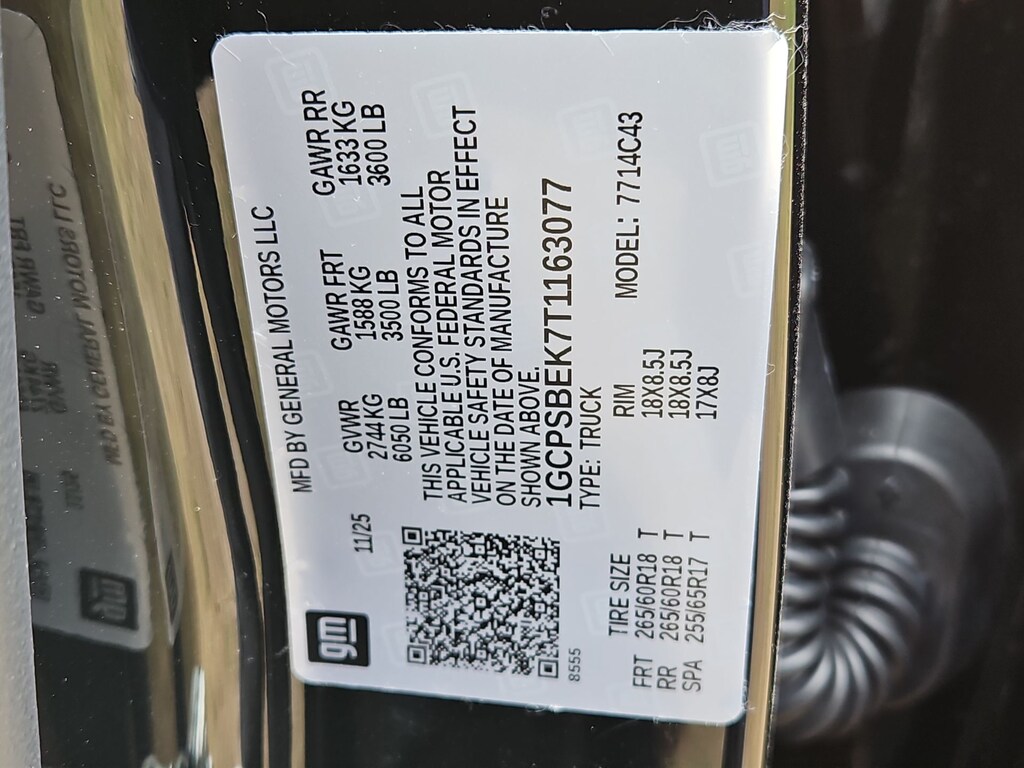 gm
MFD BY GENERAL MOTORS LLC
11/25
GVWR GAWR FRT GAWR RR
2744 KG 1588 KG 1633 KG
6050 LB 3500 LB 3600 LB
THIS VEHICLE CONFORMS TO ALL
APPLICABLE U.S. FEDERAL MOTOR
VEHICLE SAFETY STANDARDS IN EFFECT
ON THE DATE OF MANUFACTURE
SHOWN ABOVE.
1GCPSBEK7T1163077
TYPE: TRUCK
8555
MODEL: 7714C43
TIRE SIZE RIM
FRT 265/60R18 T 18X8.5J
RR 265/60R18 T 18X8.5J
SPA 255/65R17 T 17X8J